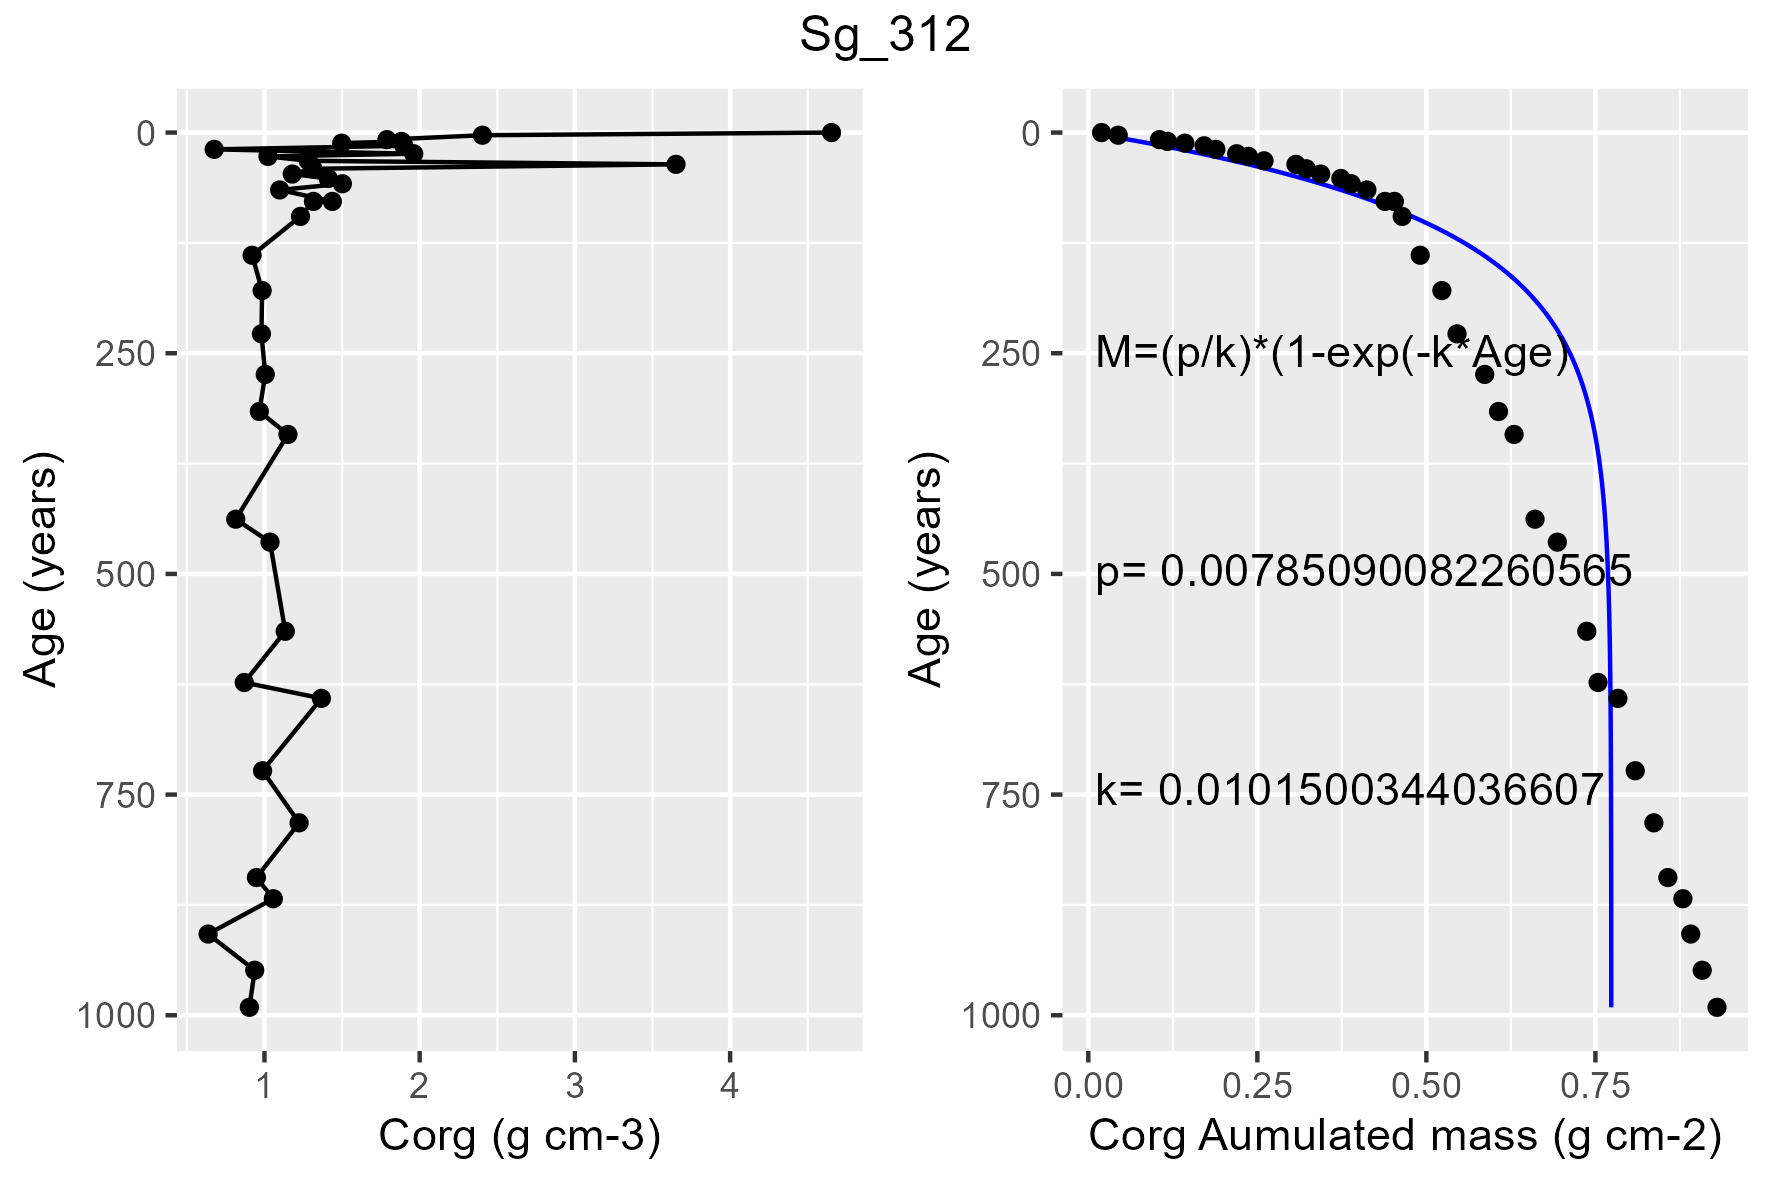 Sg_312
0
250
500
750
1000
Age (years)
1
2
3
4
Corg (g cm-3)
0
250
500
750
1000
Age (years)
M=(p/k)*(1-exp(-k*Age)
p= 0.00785090082260565
k= 0.0101500344036607
0.00
0.25
0.50
0.75
Corg Aumulated mass (g cm-2)